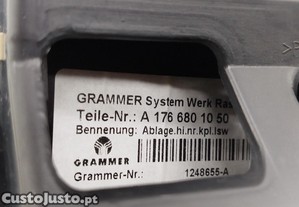 GRAMMER System Werk Ras
Teile-Nr.: A 176 680 10 50
Bennenung: Ablage.hi.nr.kpl.lsw
GRAMMER
Grammer-Nr.: 1248655-A
CustoJusto.pt